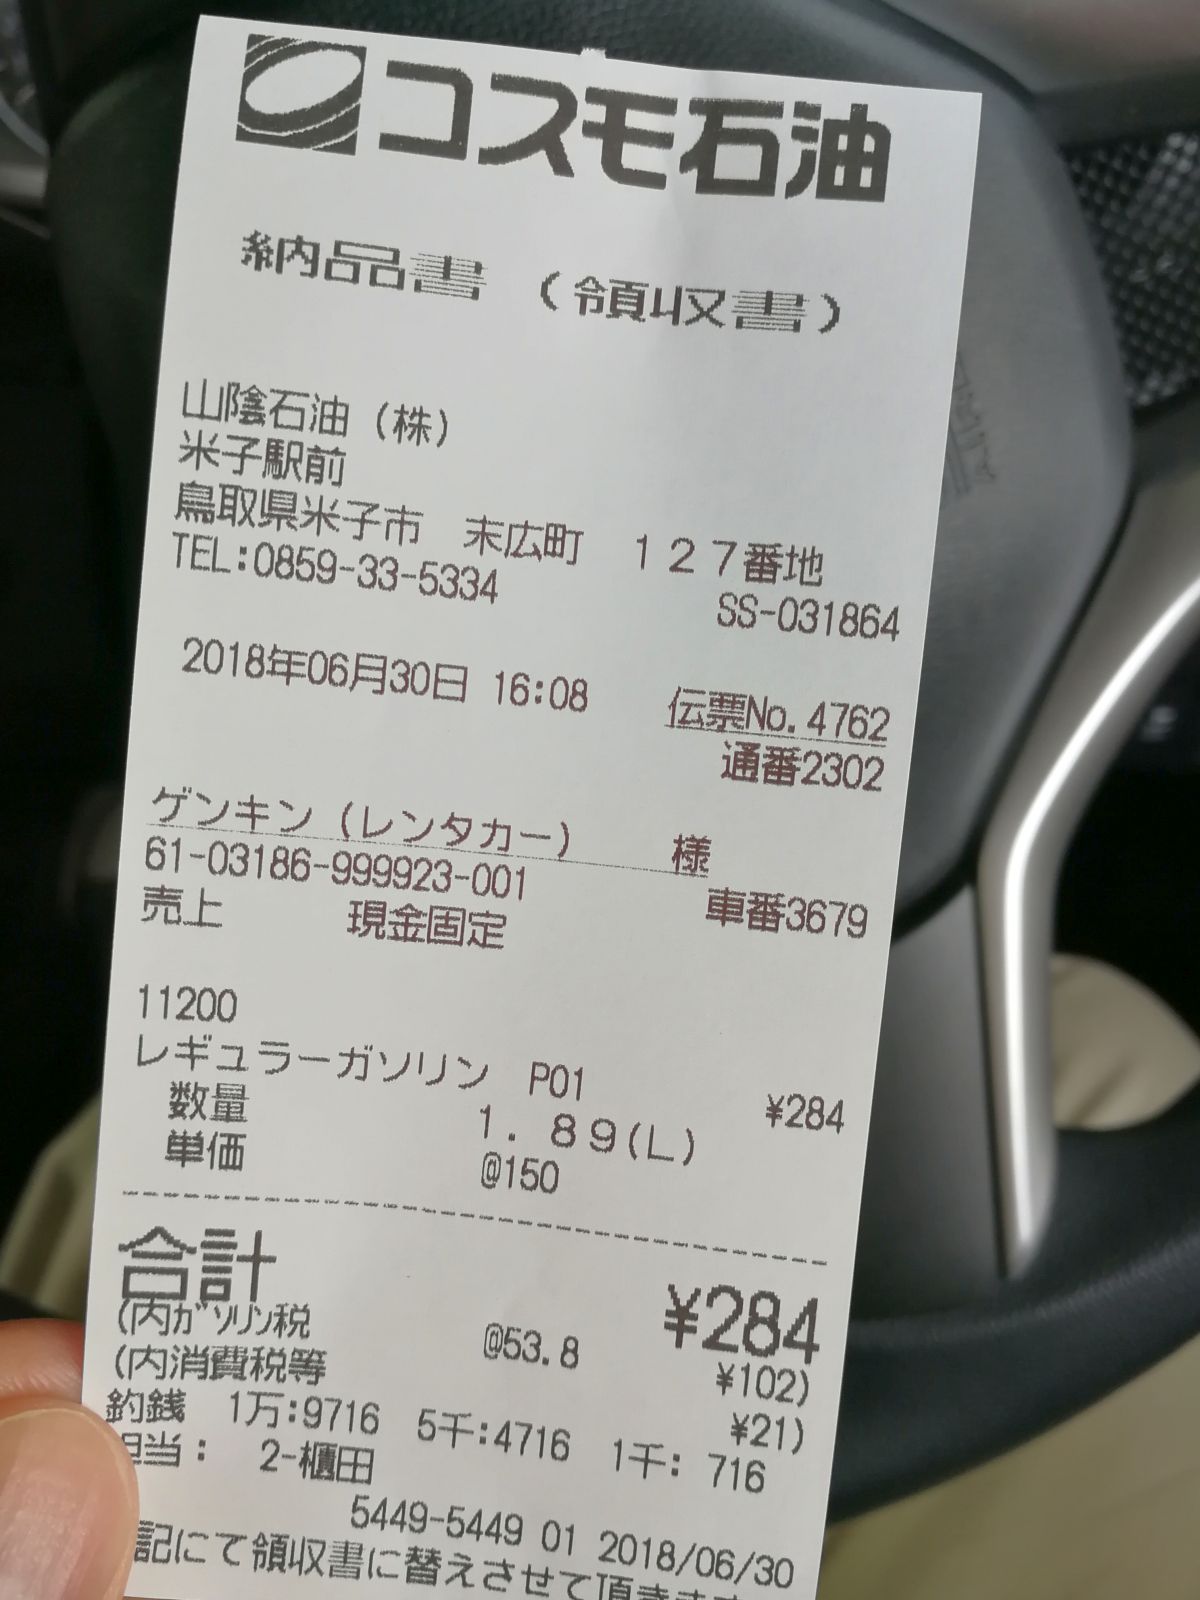 コスモ石油
納品書 (領収書)
山陰石油 (株)
米子駅前
鳥取県米子市 末広町 127番地
TEL:0859-33-5334
SS-031864
2018年06月30日 16:08
伝票No.4762
通番2302
ゲンキン (レンタカー) 様
61-03186-999923-001
車番3679
売上 現金固定
11200
レギュラーガソリン P01 ¥284
数量 1.89(L)
単価 @150
合計 ¥284
(内ガソリン税 @53.8 ¥102)
(内消費税等 ¥21)
釣銭 1万:9716 5千:4716 1千: 716
担当: 2-櫃田
5449-5449 01 2018/06/30
記にて領収書に替えさせて頂きます